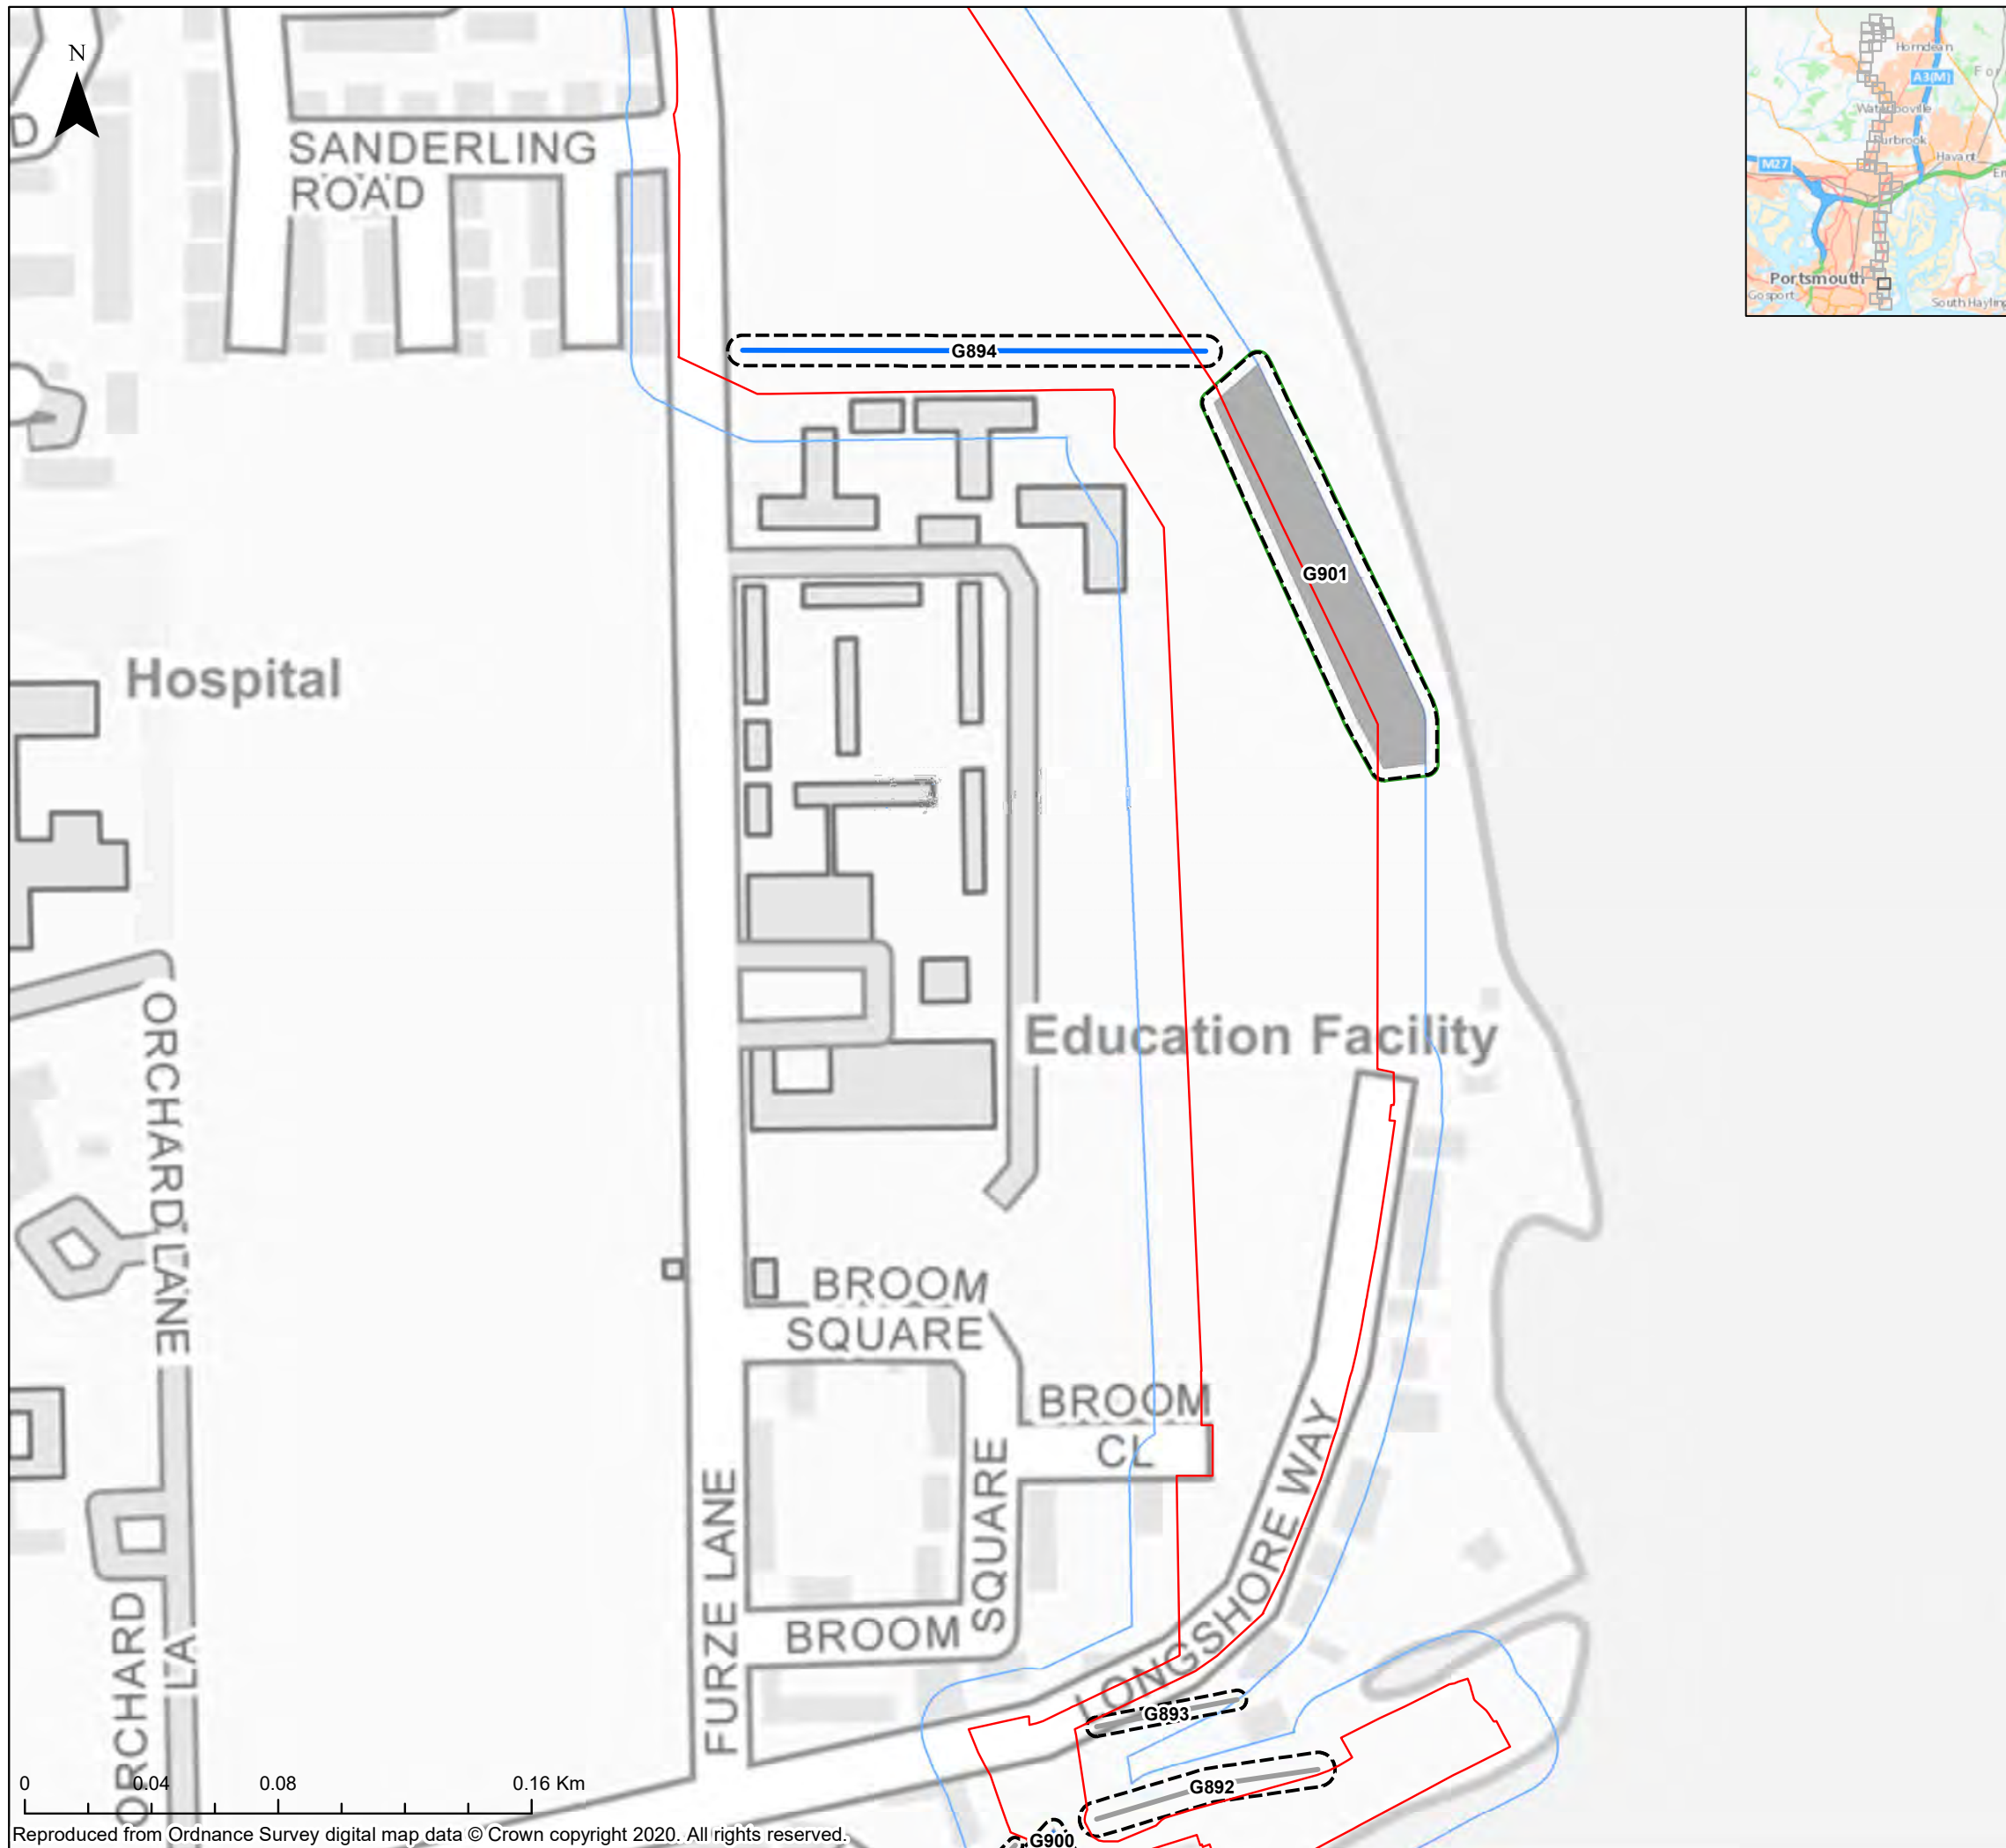 N
D
SANDERLING
ROAD
Horndean
A3(M)
Waterlooville
Purbrook
Havant
M27
Portsmouth
Gosport
South Hayling
G894
G901
Hospital
Education Facility
ORCHARD LANE
BROOM
SQUARE
BROOM
CL
SQUARE
BROOM
FURZE LANE
LONGSHORE WAY
ORCHARD
LA
G893
G892
G900
0 0.04 0.08 0.16 Km
Reproduced from Ordnance Survey digital map data © Crown copyright 2020. All rights reserved.